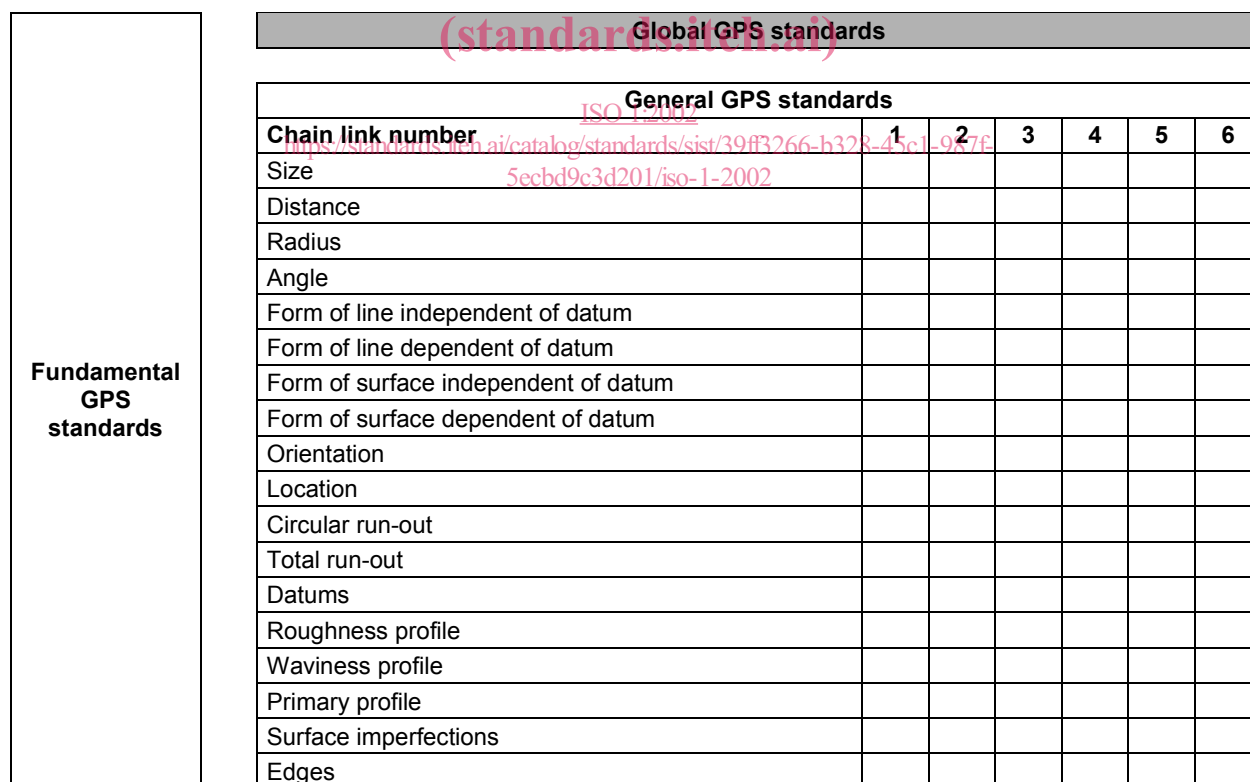 (standards.iteh.ai)
Global GPS standards
General GPS standards
ISO 1:2002
Chain link number 1 2 3 4 5 6
https://standards.iteh.ai/catalog/standards/sist/39ff3266-b328-45c1-987f-
5ecbd9c3d201/iso-1-2002
Size
Distance
Radius
Angle
Form of line independent of datum
Form of line dependent of datum
Form of surface independent of datum
Form of surface dependent of datum
Orientation
Location
Circular run-out
Total run-out
Datums
Roughness profile
Waviness profile
Primary profile
Surface imperfections
Edges
Fundamental
GPS
standards